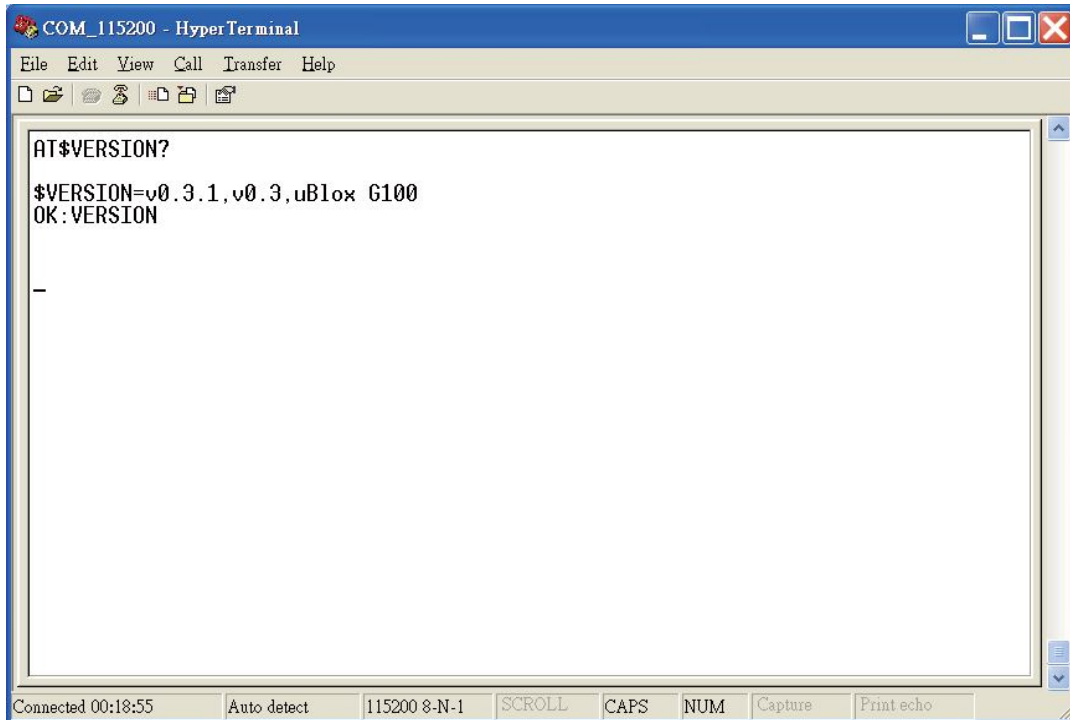 COM_115200 - HyperTerminal
File Edit View Call Transfer Help
AT$VERSION?
$VERSION=v0.3.1,v0.3,uBlox G100
OK:VERSION
_
Connected 00:18:55 Auto detect 115200 8-N-1 SCROLL CAPS NUM Capture Print echo